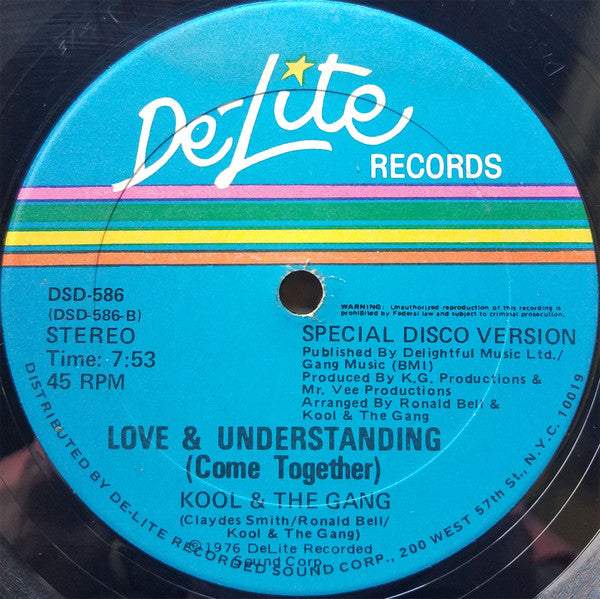 De-Lite
RECORDS
DSD-586
(DSD-586-B)
STEREO
Time: 7:53
45 RPM
WARNING: Unauthorized reproduction of this recording is
prohibited by Federal law and subject to criminal prosecution.
SPECIAL DISCO VERSION
Published By Delightful Music Ltd./
Gang Music (BMI)
Produced By K.G. Productions &
Mr. Vee Productions
Arranged By Ronald Bell &
Kool & The Gang
LOVE & UNDERSTANDING
(Come Together)
KOOL & THE GANG
(Claydes Smith/Ronald Bell/
Kool & The Gang)
℗1976 DeLite Recorded
Sound Corp.
DISTRIBUTED BY DE-LITE RECORDED SOUND CORP., 200 WEST 57th St., N.Y.C. 10019